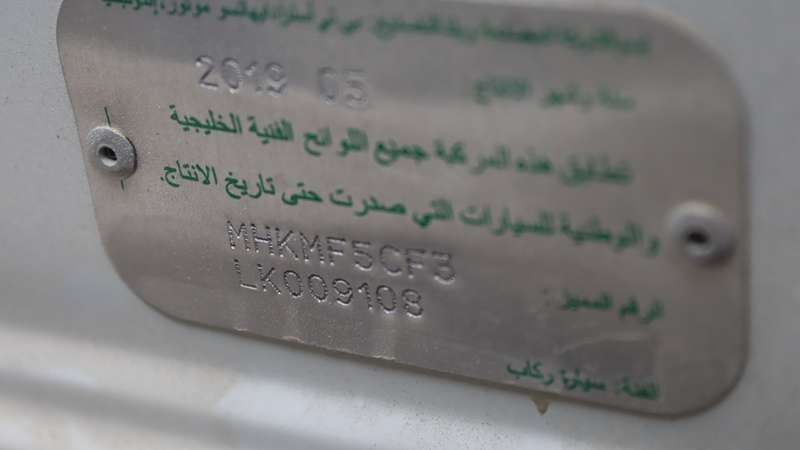 سنة وشهر الانتاج 2019 05
تتطابق هذه المركبة جميع اللوائح الفنية الخليجية
والوطنية للسيارات التي صدرت حتى تاريخ الانتاج.
MHKMF5CF3
الرقم المميز : LK009108
الفئة : سيارة ركاب